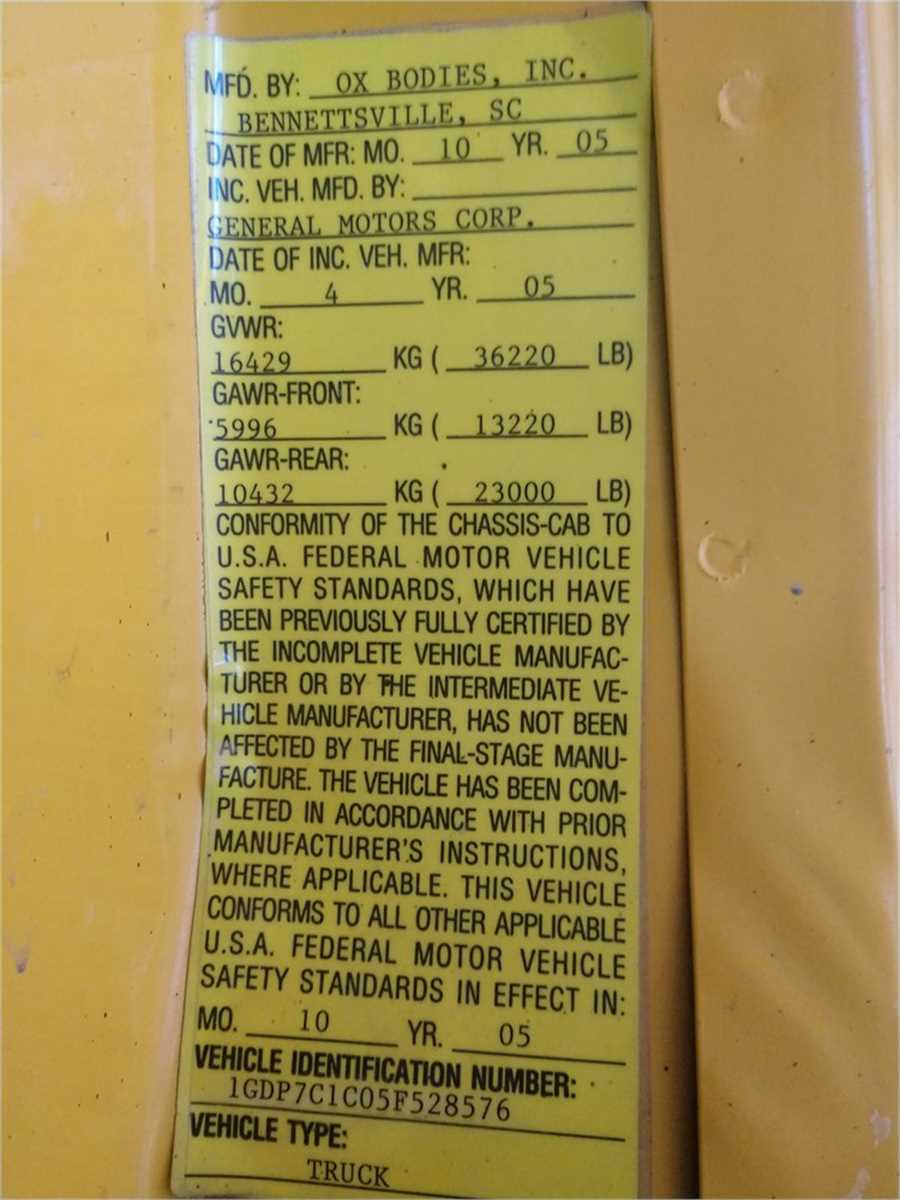 MFD. BY: OX BODIES, INC.
BENNETTSVILLE, SC
DATE OF MFR: MO. 10 YR. 05
INC. VEH. MFD. BY:
GENERAL MOTORS CORP.
DATE OF INC. VEH. MFR:
MO. 4 YR. 05
GVWR:
16429 KG ( 36220 LB)
GAWR-FRONT:
5996 KG ( 13220 LB)
GAWR-REAR:
10432 KG ( 23000 LB)
CONFORMITY OF THE CHASSIS-CAB TO
U.S.A. FEDERAL MOTOR VEHICLE
SAFETY STANDARDS, WHICH HAVE
BEEN PREVIOUSLY FULLY CERTIFIED BY
THE INCOMPLETE VEHICLE MANUFAC-
TURER OR BY THE INTERMEDIATE VE-
HICLE MANUFACTURER, HAS NOT BEEN
AFFECTED BY THE FINAL-STAGE MANU-
FACTURE. THE VEHICLE HAS BEEN COM-
PLETED IN ACCORDANCE WITH PRIOR
MANUFACTURER'S INSTRUCTIONS,
WHERE APPLICABLE. THIS VEHICLE
CONFORMS TO ALL OTHER APPLICABLE
U.S.A. FEDERAL MOTOR VEHICLE
SAFETY STANDARDS IN EFFECT IN:
MO. 10 YR. 05
VEHICLE IDENTIFICATION NUMBER:
1GDP7C1C05F528576
VEHICLE TYPE:
TRUCK